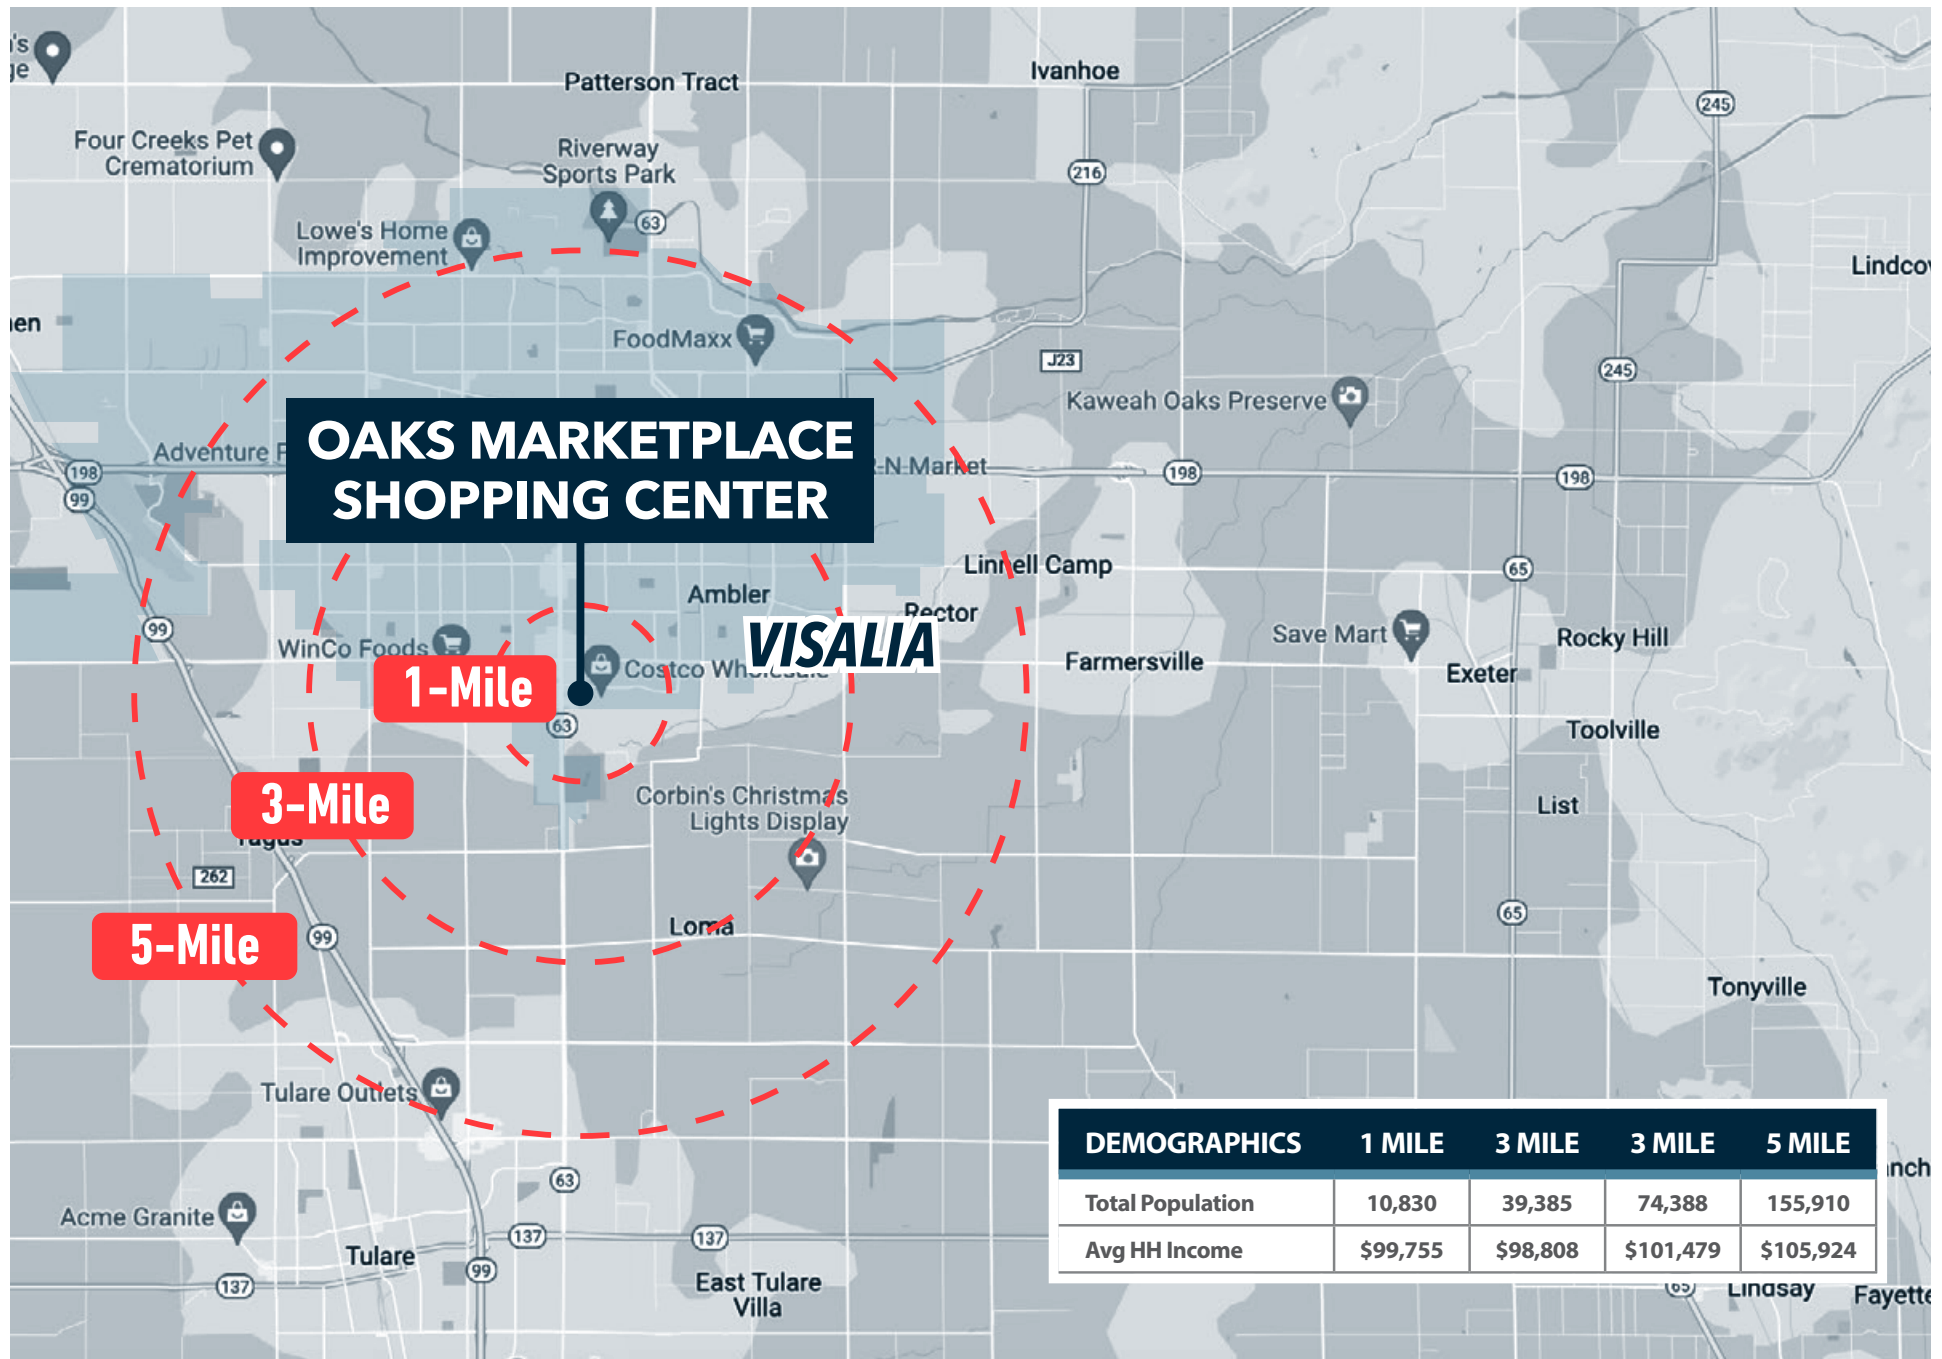 Patterson Tract
Ivanhoe
245
Four Creeks Pet
Crematorium
Riverway
Sports Park
216
63
Lowe's Home
Improvement
Lindcov
FoodMaxx
J23
245
Kaweah Oaks Preserve
OAKS MARKETPLACE
SHOPPING CENTER
Adventure
198
99
-N Market
198
198
Linnell Camp
65
Ambler
Rector
99
VISALIA
WinCo Foods
Costco Wholesale
Farmersville
Save Mart
Rocky Hill
Exeter
1-Mile
63
Toolville
3-Mile
Tagus
Corbin's Christmas
Lights Display
List
262
65
5-Mile
99
Loma
Tonyville
Tulare Outlets
DEMOGRAPHICS 1 MILE 3 MILE 3 MILE 5 MILE
Total Population 10,830 39,385 74,388 155,910
Avg HH Income $99,755 $98,808 $101,479 $105,924
63
Acme Granite
137
137
Tulare
99
137
East Tulare
Villa
65
Lindsay
Fayette